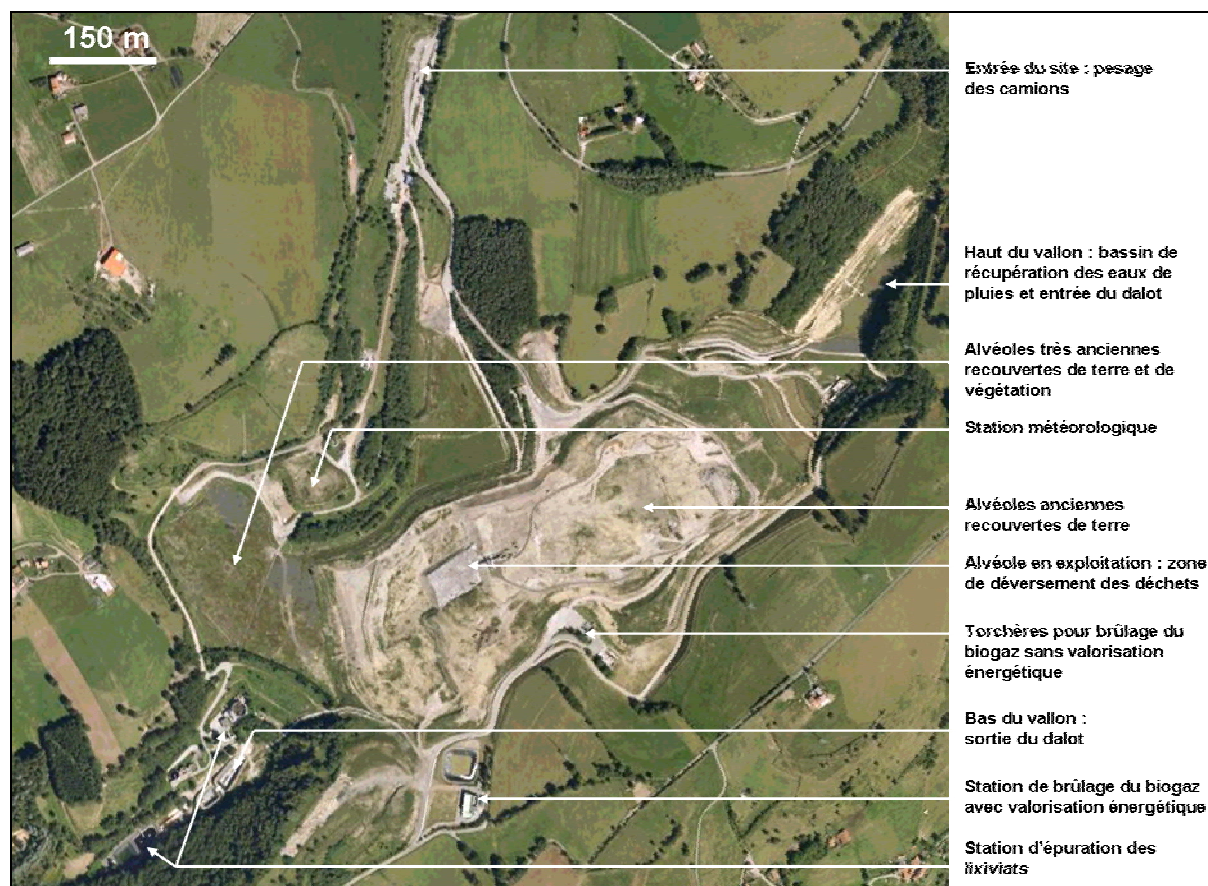 150 m
Entrée du site : pesage
des camions
Haut du vallon : bassin de
récupération des eaux de
pluies et entrée du dalot
Alvéoles très anciennes
recouvertes de terre et de
végétation
Station météorologique
Alvéoles anciennes
recouvertes de terre
Alvéole en exploitation : zone
de déversement des déchets
Torchères pour brûlage du
biogaz sans valorisation
énergétique
Bas du vallon :
sortie du dalot
Station de brûlage du biogaz
avec valorisation énergétique
Station d'épuration des
lixiviats